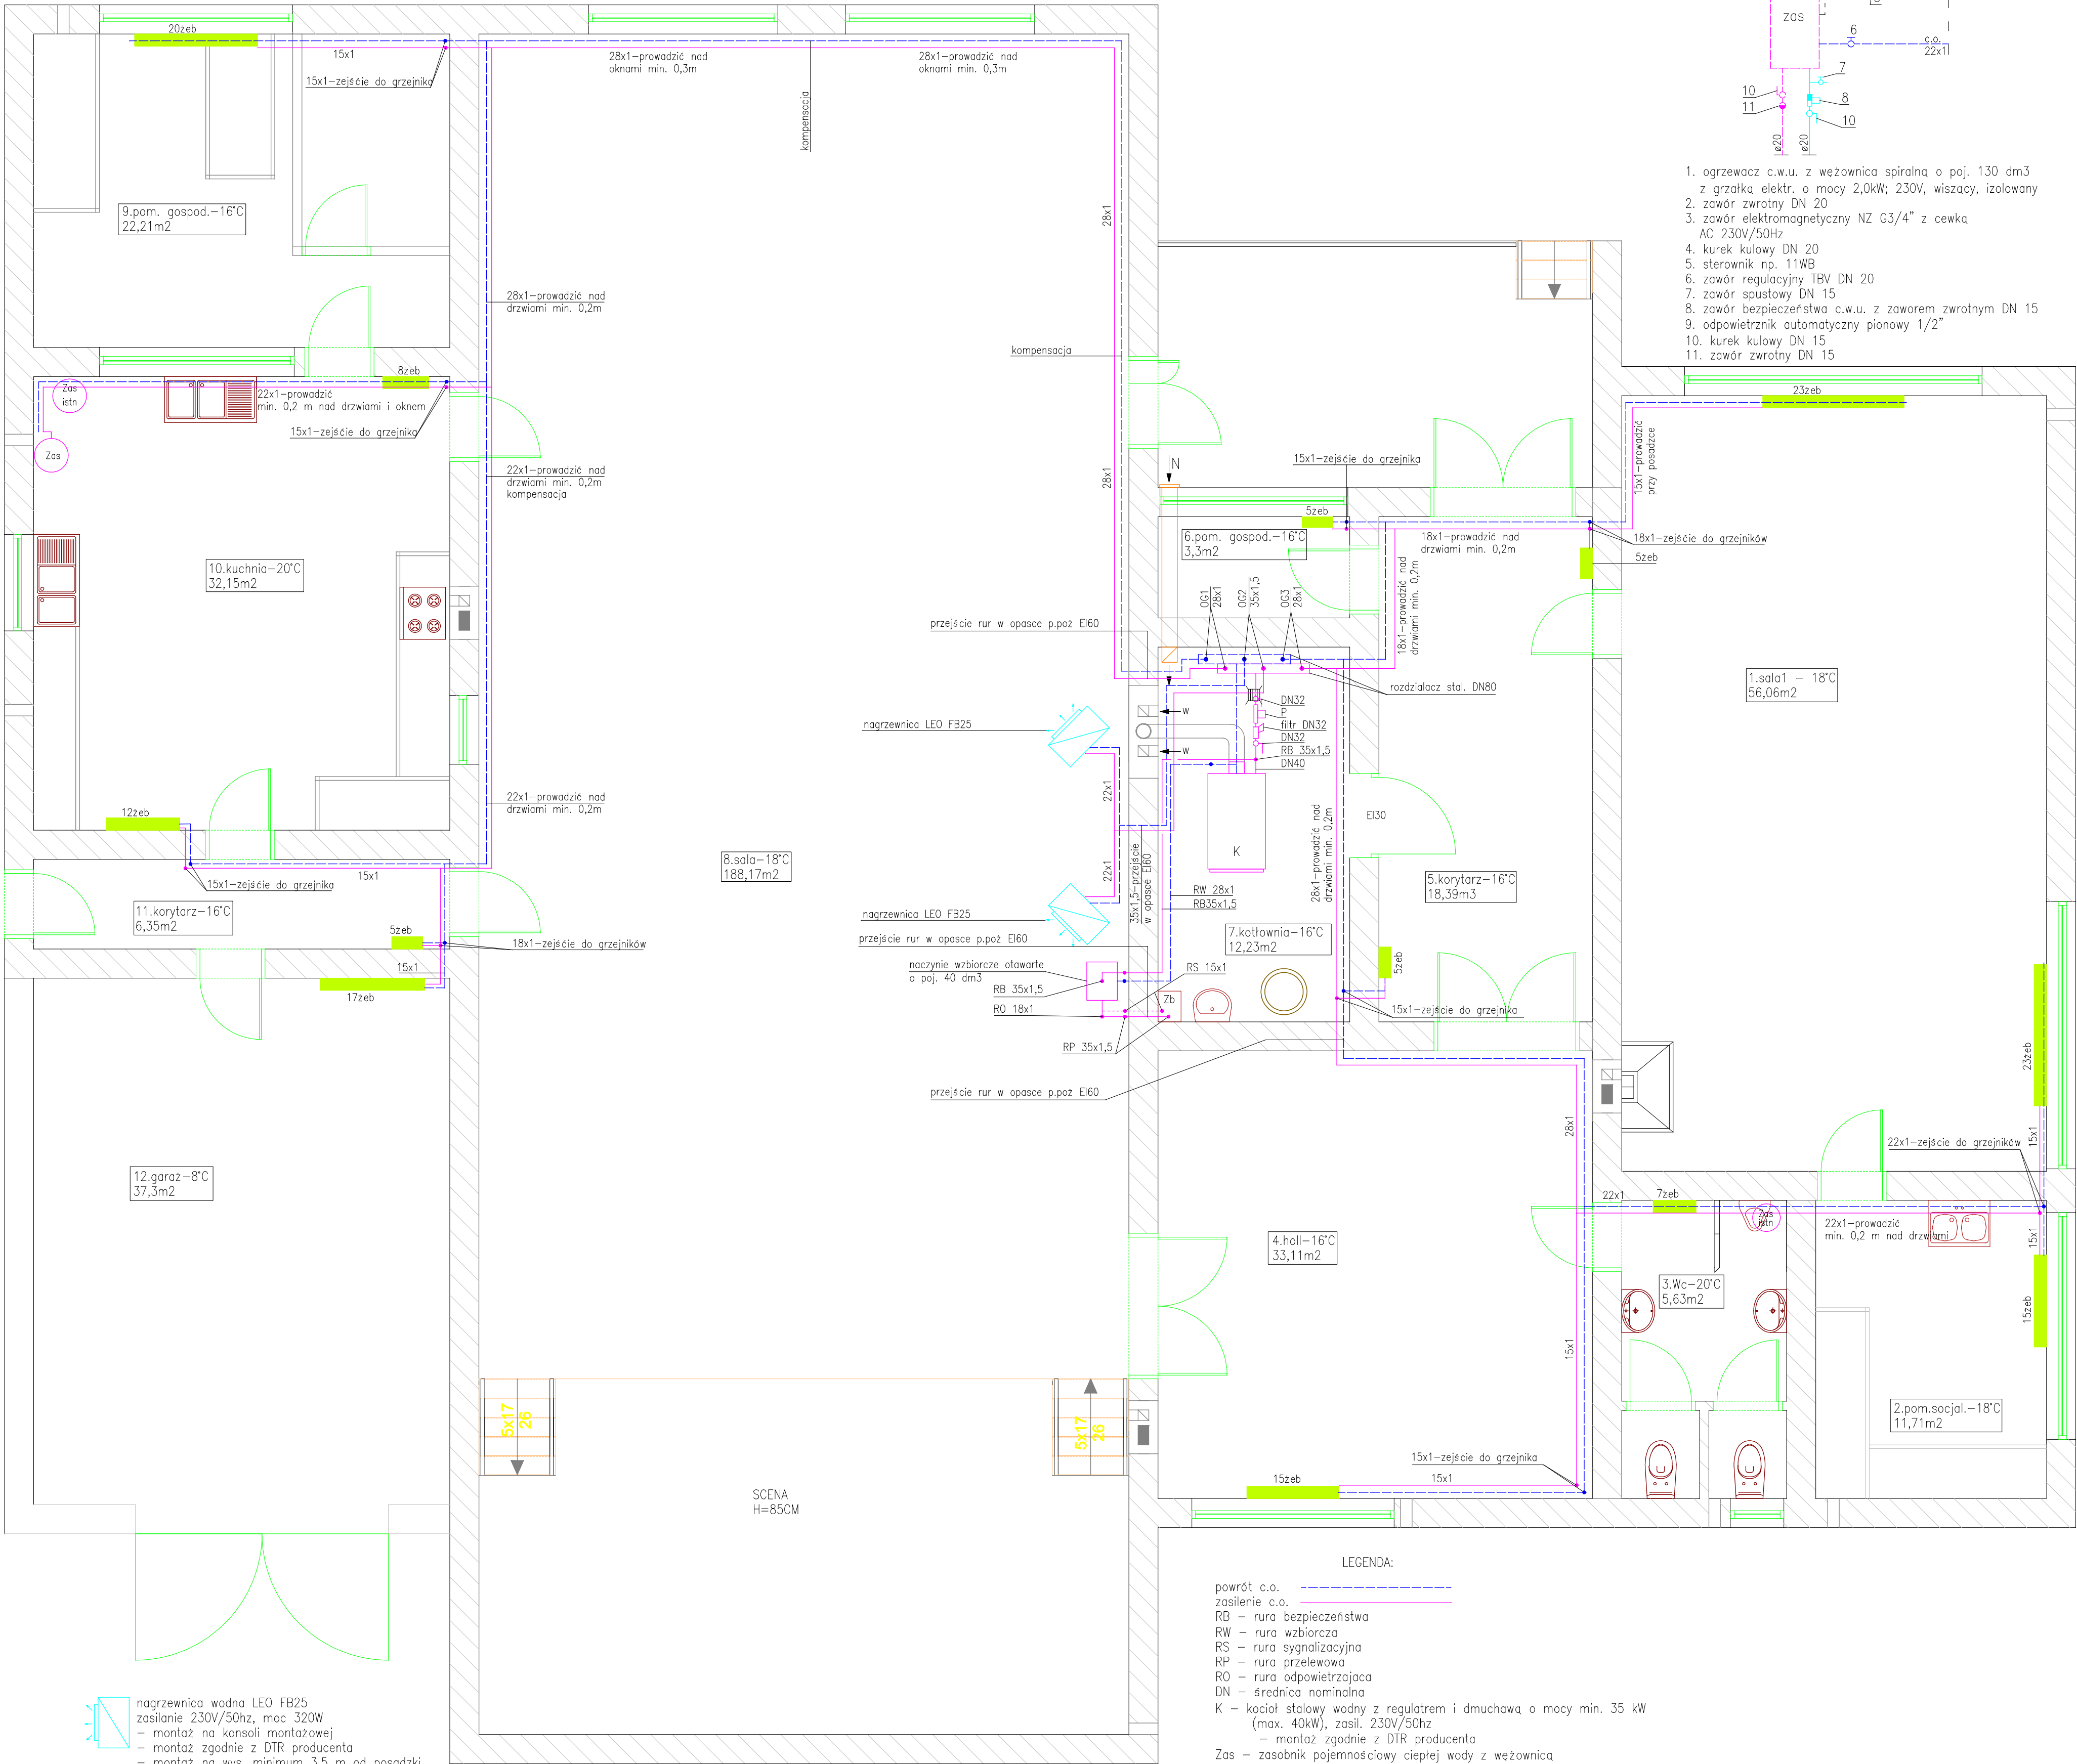 20żeb
15x1
15x1-zejśćie do grzejnika
28x1-prowadzić nad
oknami min. 0,3m
28x1-prowadzić nad
oknami min. 0,3m
kompensacja
9.pom. gospod.-16°C
22,21m2
28x1
28x1-prowadzić nad
drzwiami min. 0,2m
kompensacja
zas
6
c.o.
22x1
7
10
11
8
10
ø20
ø20
1. ogrzewacz c.w.u. z wężownica spiralną o poj. 130 dm3
z grzałką elektr. o mocy 2,0kW; 230V, wiszący, izolowany
2. zawór zwrotny DN 20
3. zawór elektromagnetyczny NZ G3/4" z cewką
AC 230V/50Hz
4. kurek kulowy DN 20
5. sterownik np. 11WB
6. zawór regulacyjny TBV DN 20
7. zawór spustowy DN 15
8. zawór bezpieczeństwa c.w.u. z zaworem zwrotnym DN 15
9. odpowietrznik automatyczny pionowy 1/2"
10. kurek kulowy DN 15
11. zawór zwrotny DN 15
8żeb
Zas
istn
22x1-prowadzić
min. 0,2 m nad drzwiami i oknem
15x1-zejśćie do grzejnika
Zas
22x1-prowadzić nad
drzwiami min. 0,2m
kompensacja
28x1
N
15x1-zejśćie do grzejnika
23żeb
15x1-prowadzić
przy posadzce
5żeb
6.pom. gospod.-16°C
3,3m2
18x1-prowadzić nad
drzwiami min. 0,2m
18x1-zejśćie do grzejników
5żeb
18x1-prowadzić nad
drzwiami min. 0,2m
10.kuchnia-20°C
32,15m2
OG1
28x1
OG2
35x1,5
OG3
28x1
przejście rur w opasce p.poż EI60
rozdzialacz stal. DN80
1.sala1 - 18°C
56,06m2
DN32
P
filtr DN32
DN32
RB 35x1,5
DN40
W
W
nagrzewnica LEO FB25
22x1
K
EI30
28x1-prowadzić nad
drzwiami min. 0,2m
22x1-prowadzić nad
drzwiami min. 0,2m
12żeb
15x1
15x1-zejśćie do grzejnika
8.sala-18°C
188,17m2
22x1
35x1,5-przejście
w opasce EI60
RW 28x1
RB35x1,5
5.korytarz-16°C
18,39m3
11.korytarz-16°C
6,35m2
nagrzewnica LEO FB25
przejście rur w opasce p.poż EI60
7.kotłownia-16°C
12,23m2
5żeb
18x1-zejśćie do grzejników
15x1
17żeb
naczynie wzbiorcze otawarte
o poj. 40 dm3
RB 35x1,5
RO 18x1
RS 15x1
Zb
RP 35x1,5
5żeb
15x1-zejście do grzejnika
przejście rur w opasce p.poż EI60
23żeb
28x1
22x1-zejście do grzejników
15x1
12.garaż-8°C
37,3m2
22x1
7żeb
Zas
istn
22x1-prowadzić
min. 0,2 m nad drzwiami
15x1
4.holl-16°C
33,11m2
3.Wc-20°C
5,63m2
15żeb
15x1
5x17
26
5x17
26
2.pom.socjal.-18°C
11,71m2
15x1-zejście do grzejnika
15żeb
15x1
SCENA
H=85CM
LEGENDA:
powrót c.o.
zasilenie c.o.
RB - rura bezpieczeństwa
RW - rura wzbiorcza
RS - rura sygnalizacyjna
RP - rura przelewowa
RO - rura odpowietrzajaca
DN - średnica nominalna
K - kocioł stalowy wodny z regulatrem i dmuchawą o mocy min. 35 kW
(max. 40kW), zasil. 230V/50hz
- montaż zgodnie z DTR producenta
Zas - zasobnik pojemnościowy ciepłej wody z wężownicą
nagrzewnica wodna LEO FB25
zasilanie 230V/50hz, moc 320W
- montaż na konsoli montażowej
- montaż zgodnie z DTR producenta
- montaż na wys. minimum 3,5 m od posadzki